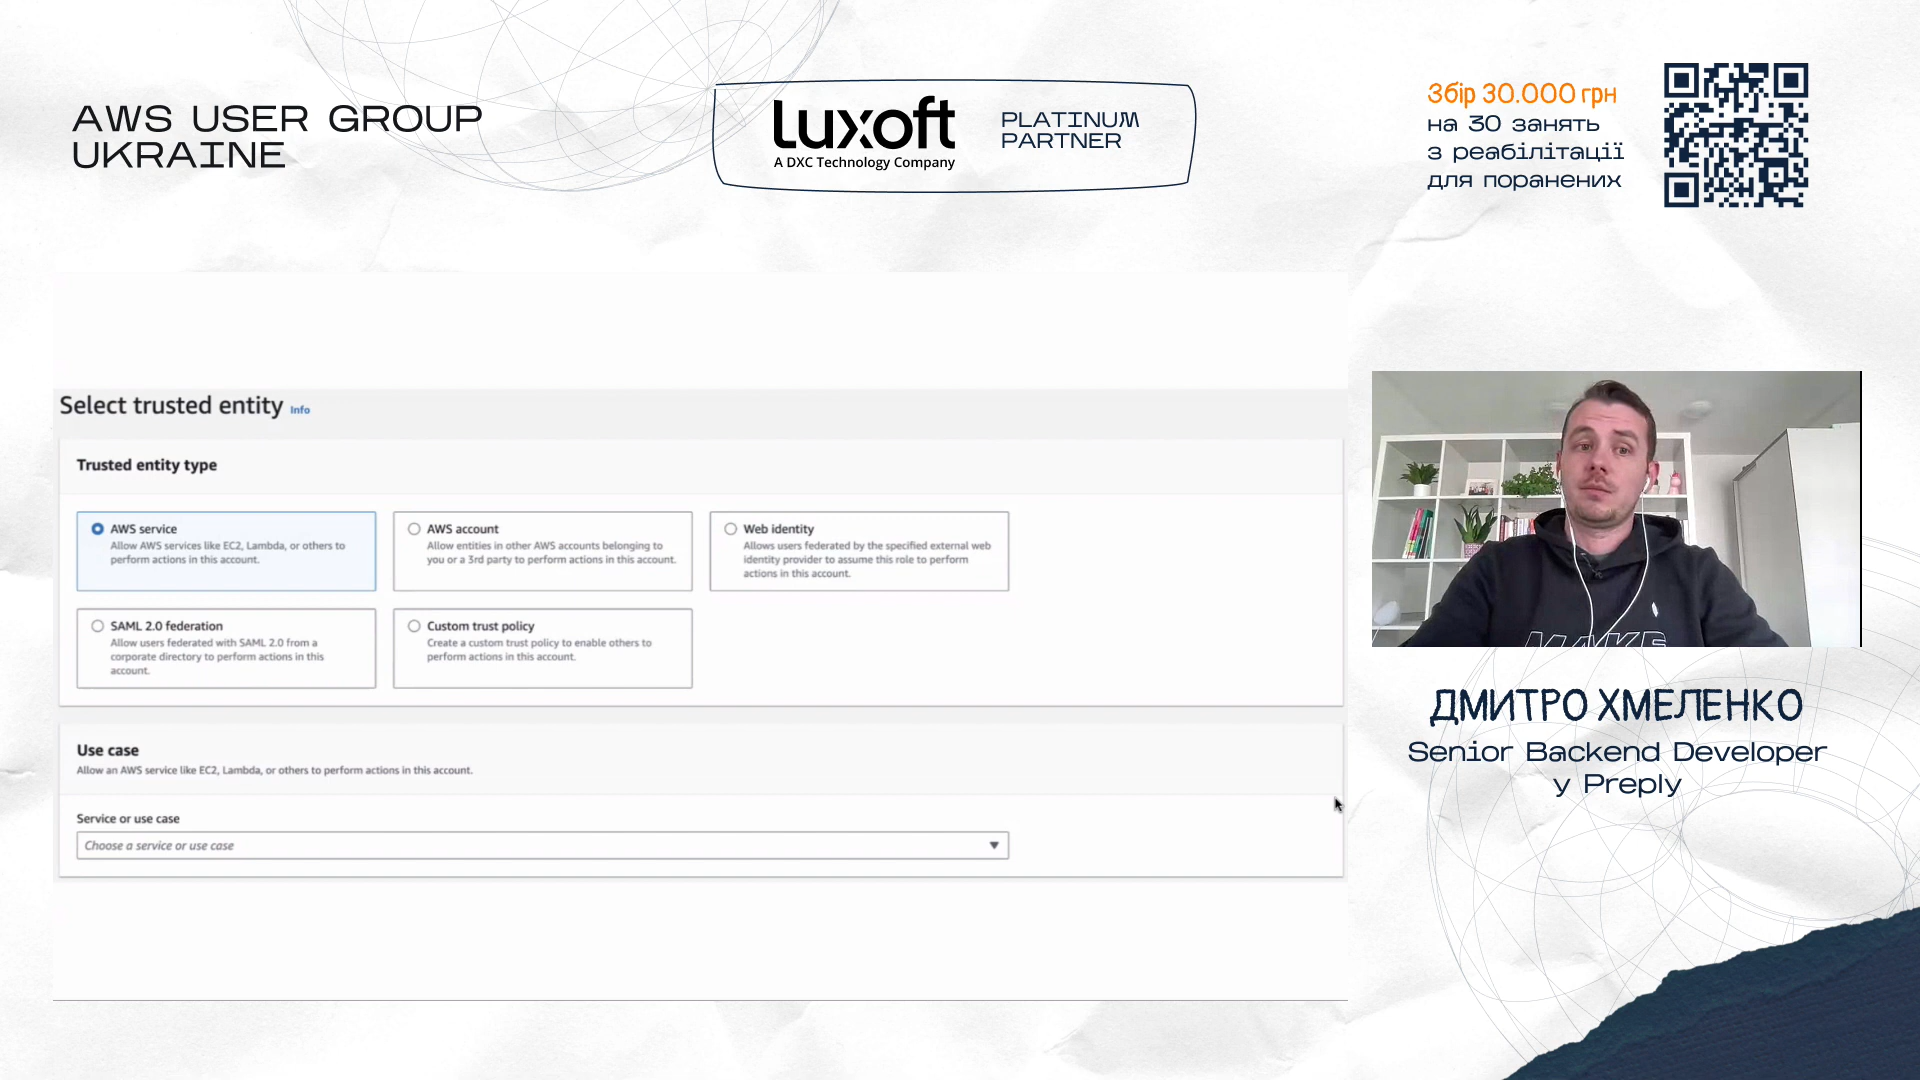 AWS USER GROUP
UKRAINE
luxoft
A DXC Technology Company
PLATINUM
PARTNER
Збір 30.000 грн
на 30 занять
з реабілітації
для поранених
Select trusted entity Info
Trusted entity type
AWS service
Allow AWS services like EC2, Lambda, or others to
perform actions in this account.
AWS account
Allow entities in other AWS accounts belonging to
you or a 3rd party to perform actions in this account.
Web identity
Allows users federated by the specified external web
identity provider to assume this role to perform
actions in this account.
SAML 2.0 federation
Allow users federated with SAML 2.0 from a
corporate directory to perform actions in this
account.
Custom trust policy
Create a custom trust policy to enable others to
perform actions in this account.
Use case
Allow an AWS service like EC2, Lambda, or others to perform actions in this account.
Service or use case
Choose a service or use case
MAKE
ДМИТРО ХМЕЛЕНКО
Senior Backend Developer
у Preply